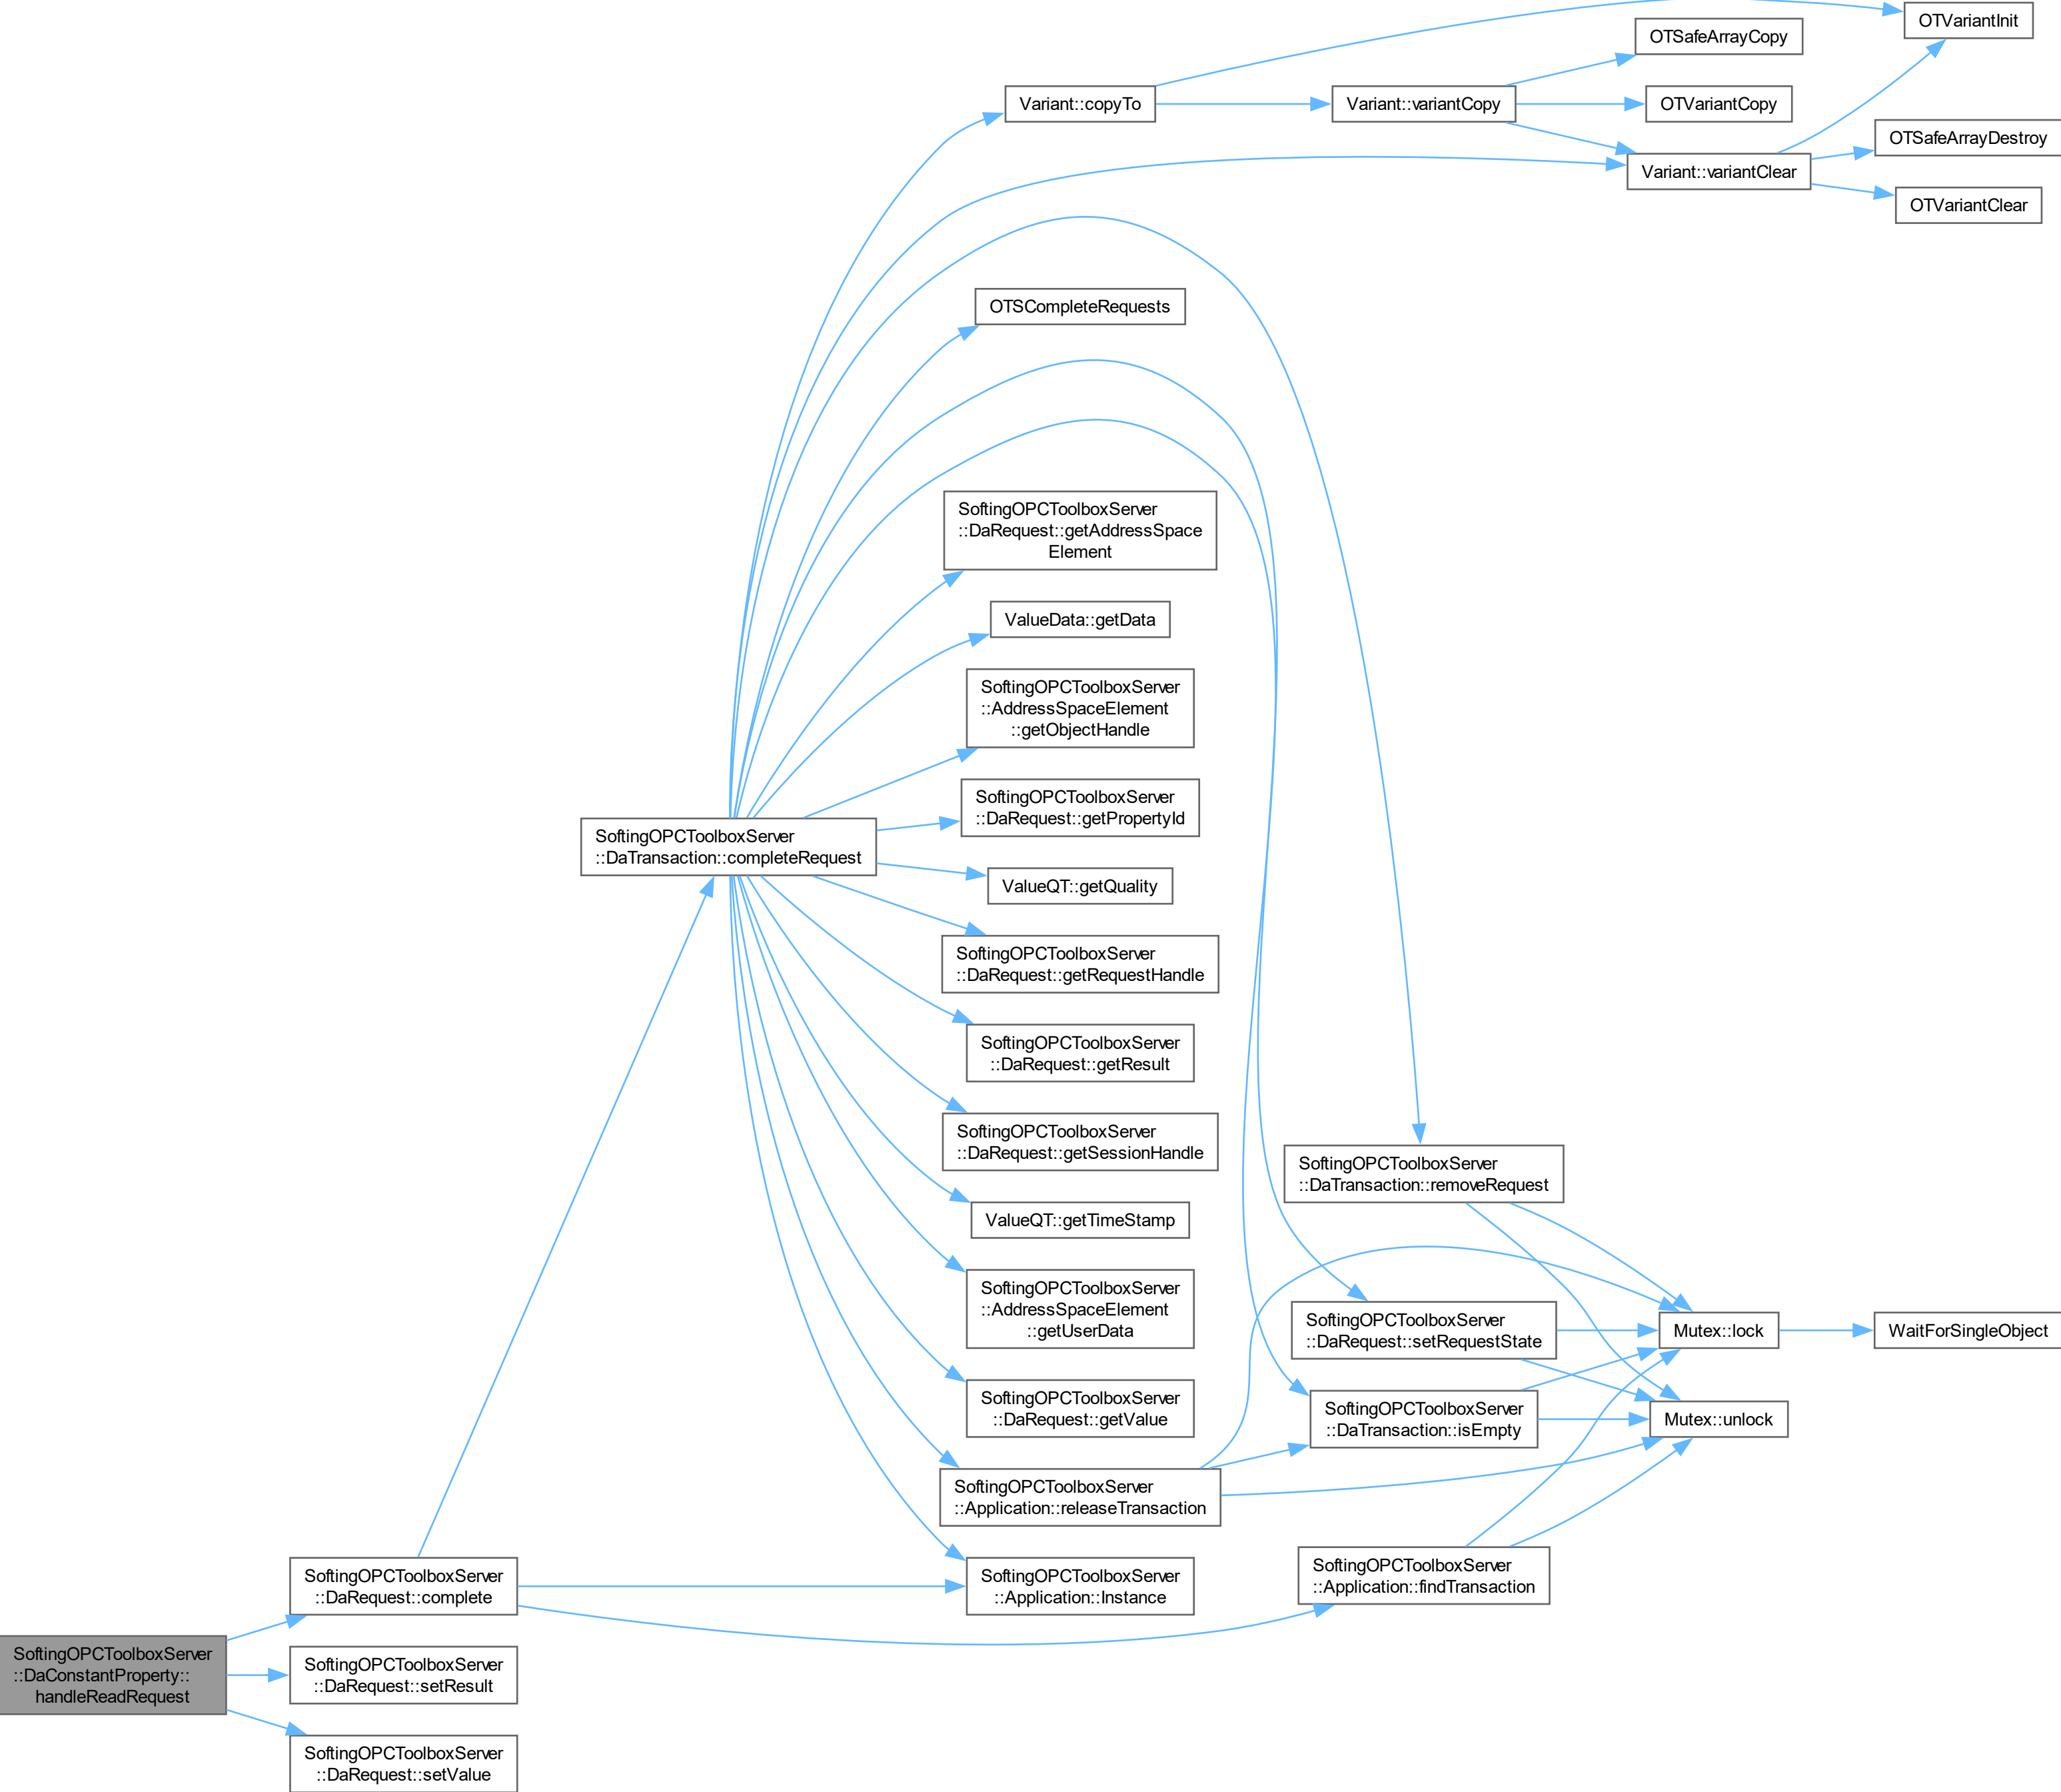 OTVariantInit
OTSafeArrayCopy
Variant::copyTo
Variant::variantCopy
OTVariantCopy
OTSafeArrayDestroy
Variant::variantClear
OTVariantClear
OTSCompleteRequests
SoftingOPCToolboxServer
::DaRequest::getAddressSpace
Element
ValueData::getData
SoftingOPCToolboxServer
::AddressSpaceElement
::getObjectHandle
SoftingOPCToolboxServer
::DaRequest::getPropertyId
SoftingOPCToolboxServer
::DaTransaction::completeRequest
ValueQT::getQuality
SoftingOPCToolboxServer
::DaRequest::getRequestHandle
SoftingOPCToolboxServer
::DaRequest::getResult
SoftingOPCToolboxServer
::DaRequest::getSessionHandle
SoftingOPCToolboxServer
::DaTransaction::removeRequest
ValueQT::getTimeStamp
SoftingOPCToolboxServer
::AddressSpaceElement
::getUserData
SoftingOPCToolboxServer
::DaRequest::setRequestState
Mutex::lock
WaitForSingleObject
SoftingOPCToolboxServer
::DaRequest::getValue
SoftingOPCToolboxServer
::DaTransaction::isEmpty
Mutex::unlock
SoftingOPCToolboxServer
::Application::releaseTransaction
SoftingOPCToolboxServer
::Application::findTransaction
SoftingOPCToolboxServer
::DaRequest::complete
SoftingOPCToolboxServer
::Application::Instance
SoftingOPCToolboxServer
::DaConstantProperty::
handleReadRequest
SoftingOPCToolboxServer
::DaRequest::setResult
SoftingOPCToolboxServer
::DaRequest::setValue